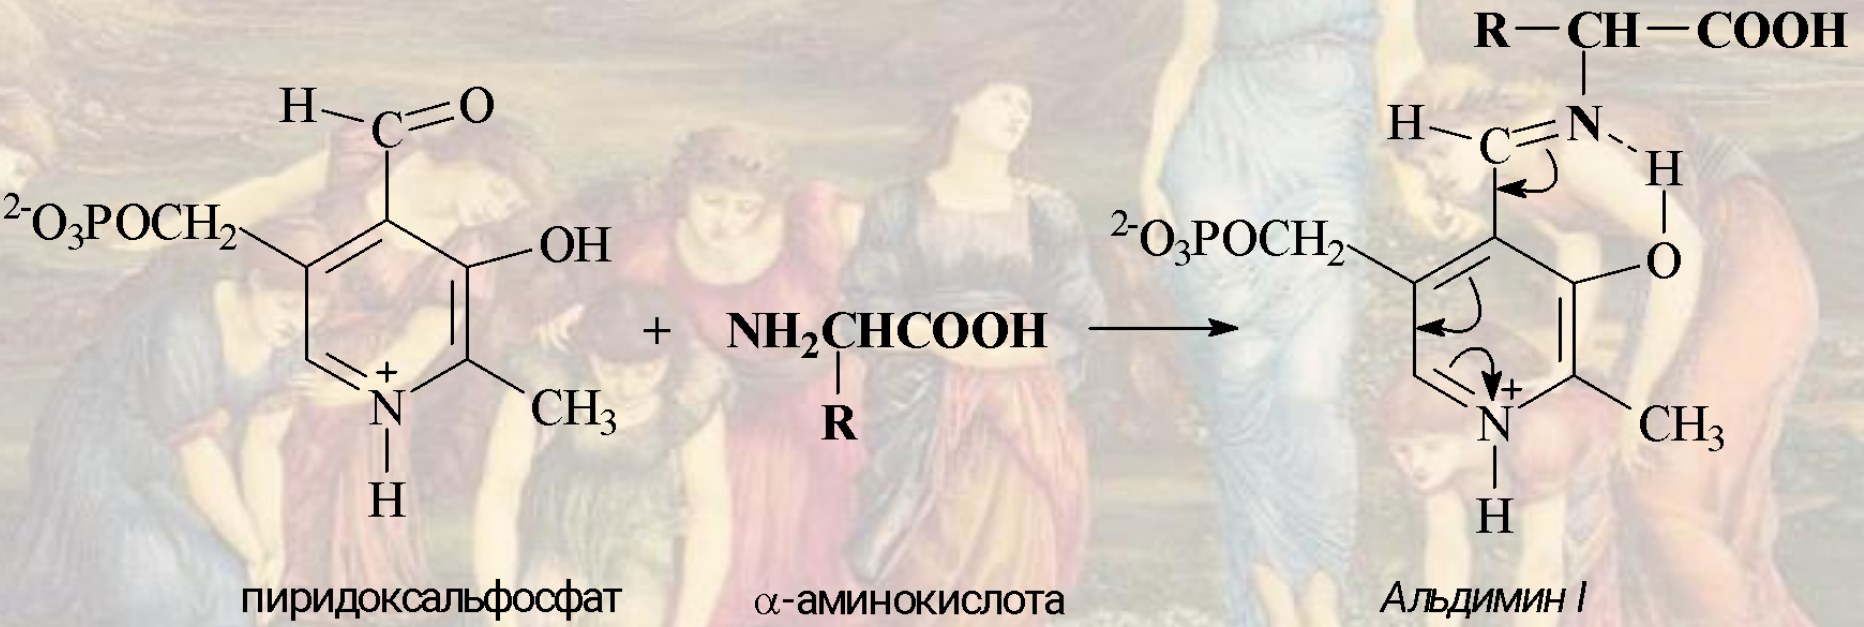 R—CH—COOH
H C O
H C N H
²⁻O₃POCH₂ OH
²⁻O₃POCH₂ O
+ NH₂CHCOOH
R
N⁺ CH₃
N⁺ CH₃
H
H
пиридоксальфосфат α-аминокислота Альдимин I